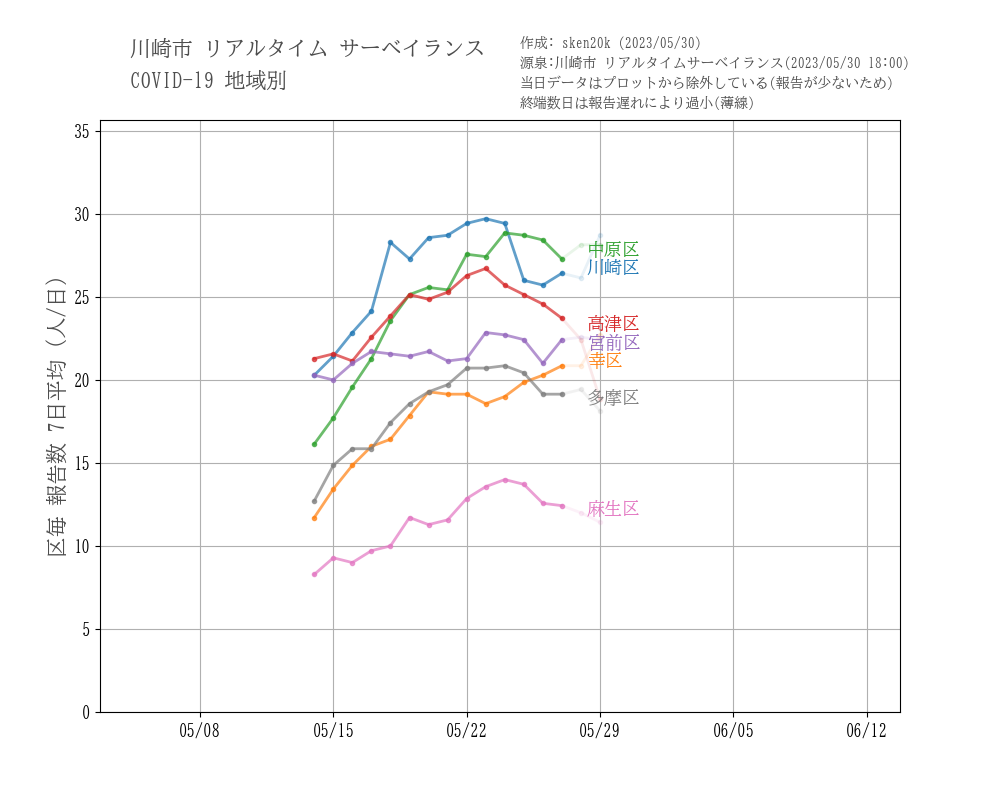 川崎市 リアルタイム サーベイランス
COVID-19 地域別
作成: sken20k (2023/05/30)
源泉:川崎市 リアルタイムサーベイランス(2023/05/30 18:00)
当日データはプロットから除外している(報告が少ないため)
終端数日は報告遅れにより過小(薄線)
区毎 報告数 7日平均 (人/日)
35
30
25
20
15
10
5
0
中原区
川崎区
高津区
宮前区
幸区
多摩区
麻生区
05/08
05/15
05/22
05/29
06/05
06/12